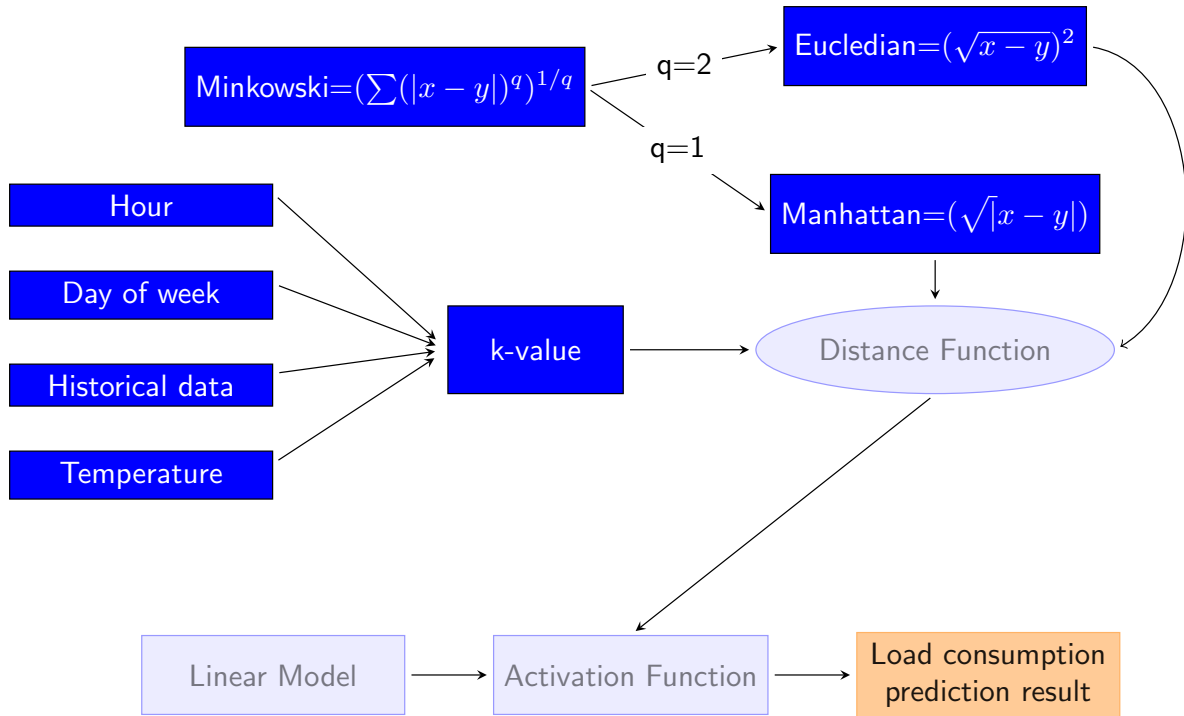 Eucledian=(√x − y)²
Minkowski=(∑(|x − y|)^q)^1/q
q=2
q=1
Manhattan=(√|x − y|)
Hour
Day of week
Historical data
Temperature
k-value
Distance Function
Linear Model
Activation Function
Load consumption
prediction result